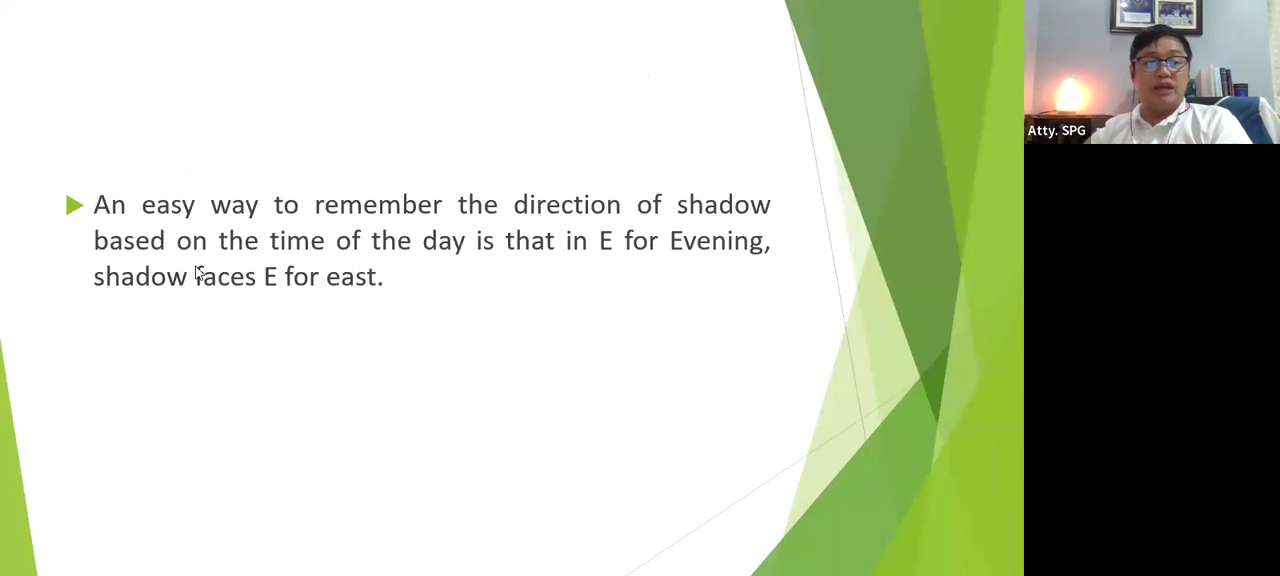 An easy way to remember the direction of shadow
based on the time of the day is that in E for Evening,
shadow faces E for east.
Atty. SPG